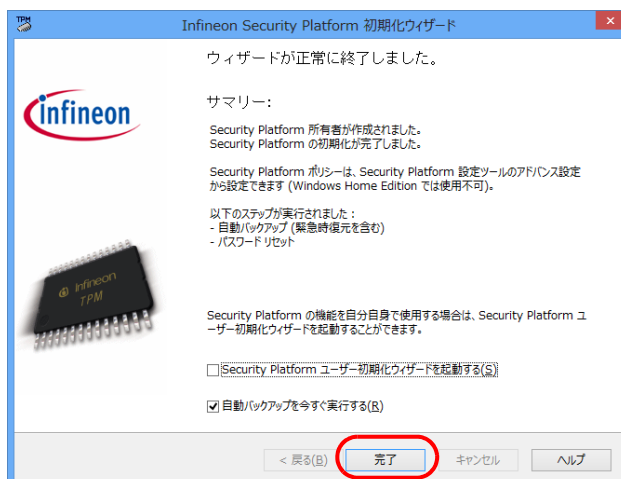 TPM
Infineon Security Platform 初期化ウィザード
ウィザードが正常に終了しました。
infineon
サマリー:
Security Platform 所有者が作成されました。
Security Platform の初期化が完了しました。
Security Platform ポリシーは、Security Platform 設定ツールのアドバンス設定
から設定できます (Windows Home Edition では使用不可)。
以下のステップが実行されました :
- 自動バックアップ (緊急時復元を含む)
- パスワード リセット
Infineon
TPM
Security Platform の機能を自分自身で使用する場合は、Security Platform ユ
ーザー初期化ウィザードを起動することができます。
Security Platform ユーザー初期化ウィザードを起動する(S)
自動バックアップを今すぐ実行する(R)
< 戻る(B) 完了 キャンセル ヘルプ